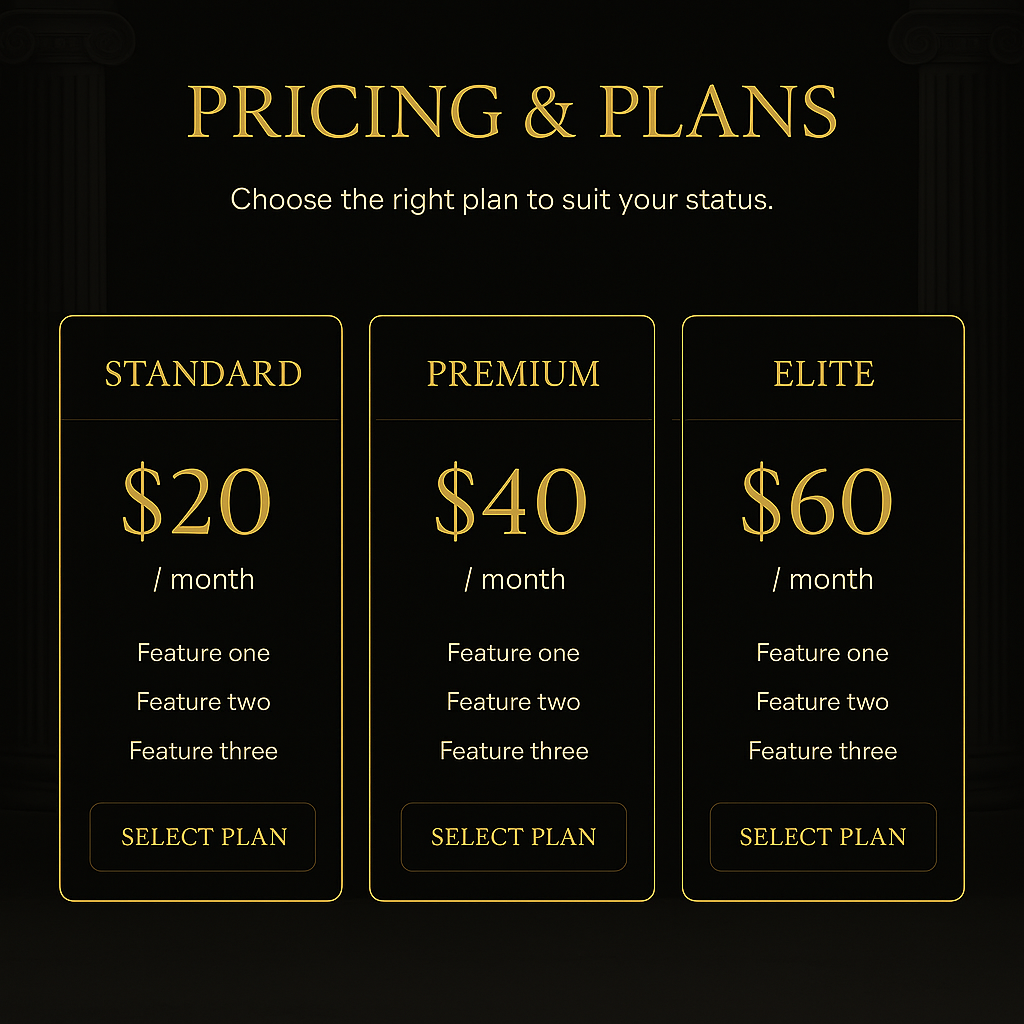 PRICING & PLANS
Choose the right plan to suit your status.
STANDARD
$20
/ month
Feature one
Feature two
Feature three
SELECT PLAN
PREMIUM
$40
/ month
Feature one
Feature two
Feature three
SELECT PLAN
ELITE
$60
/ month
Feature one
Feature two
Feature three
SELECT PLAN